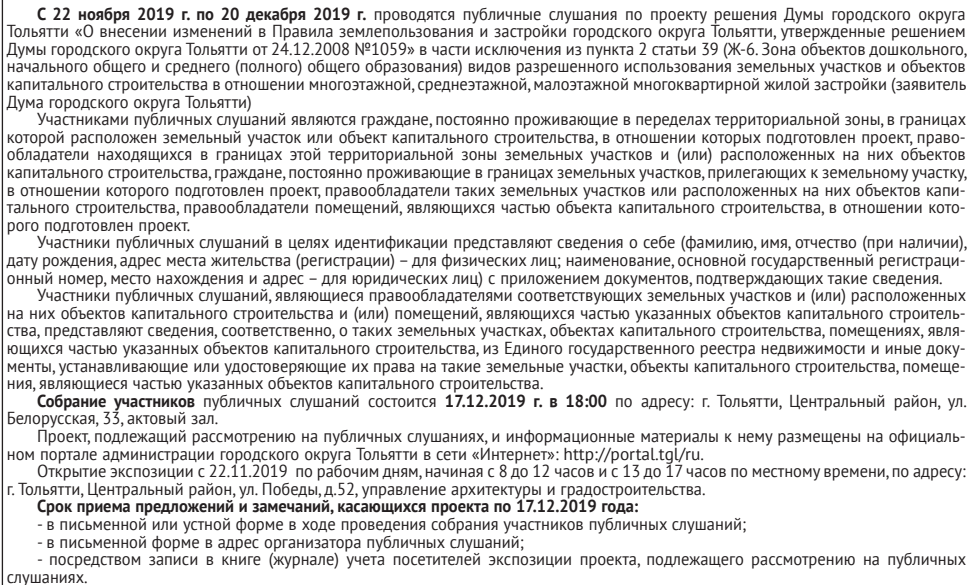 С 22 ноября 2019 г. по 20 декабря 2019 г. проводятся публичные слушания по проекту решения Думы городского округа
Тольятти «О внесении изменений в Правила землепользования и застройки городского округа Тольятти, утвержденные решением
Думы городского округа Тольятти от 24.12.2008 №1059» в части исключения из пункта 2 статьи 39 (Ж-6. Зона объектов дошкольного,
начального общего и среднего (полного) общего образования) видов разрешенного использования земельных участков и объектов
капитального строительства в отношении многоэтажной, среднеэтажной, малоэтажной многоквартирной жилой застройки (заявитель
Дума городского округа Тольятти)
Участниками публичных слушаний являются граждане, постоянно проживающие в переделах территориальной зоны, в границах
которой расположен земельный участок или объект капитального строительства, в отношении которых подготовлен проект, право-
обладатели находящихся в границах этой территориальной зоны земельных участков и (или) расположенных на них объектов
капитального строительства, граждане, постоянно проживающие в границах земельных участков, прилегающих к земельному участку,
в отношении которого подготовлен проект, правообладатели таких земельных участков или расположенных на них объектов капи-
тального строительства, правообладатели помещений, являющихся частью объекта капитального строительства, в отношении кото-
рого подготовлен проект.
Участники публичных слушаний в целях идентификации представляют сведения о себе (фамилию, имя, отчество (при наличии),
дату рождения, адрес места жительства (регистрации) – для физических лиц; наименование, основной государственный регистраци-
онный номер, место нахождения и адрес – для юридических лиц) с приложением документов, подтверждающих такие сведения.
Участники публичных слушаний, являющиеся правообладателями соответствующих земельных участков и (или) расположенных
на них объектов капитального строительства и (или) помещений, являющихся частью указанных объектов капитального строитель-
ства, представляют сведения, соответственно, о таких земельных участках, объектах капитального строительства, помещениях, явля-
ющихся частью указанных объектов капитального строительства, из Единого государственного реестра недвижимости и иные доку-
менты, устанавливающие или удостоверяющие их права на такие земельные участки, объекты капитального строительства, помеще-
ния, являющиеся частью указанных объектов капитального строительства.
Собрание участников публичных слушаний состоится 17.12.2019 г. в 18:00 по адресу: г. Тольятти, Центральный район, ул.
Белорусская, 33, актовый зал.
Проект, подлежащий рассмотрению на публичных слушаниях, и информационные материалы к нему размещены на официаль-
ном портале администрации городского округа Тольятти в сети «Интернет»: http://portal.tgl/ru.
Открытие экспозиции с 22.11.2019 по рабочим дням, начиная с 8 до 12 часов и с 13 до 17 часов по местному времени, по адресу:
г. Тольятти, Центральный район, ул. Победы, д.52, управление архитектуры и градостроительства.
Срок приема предложений и замечаний, касающихся проекта по 17.12.2019 года:
- в письменной или устной форме в ходе проведения собрания участников публичных слушаний;
- в письменной форме в адрес организатора публичных слушаний;
- посредством записи в книге (журнале) учета посетителей экспозиции проекта, подлежащего рассмотрению на публичных
слушаниях.